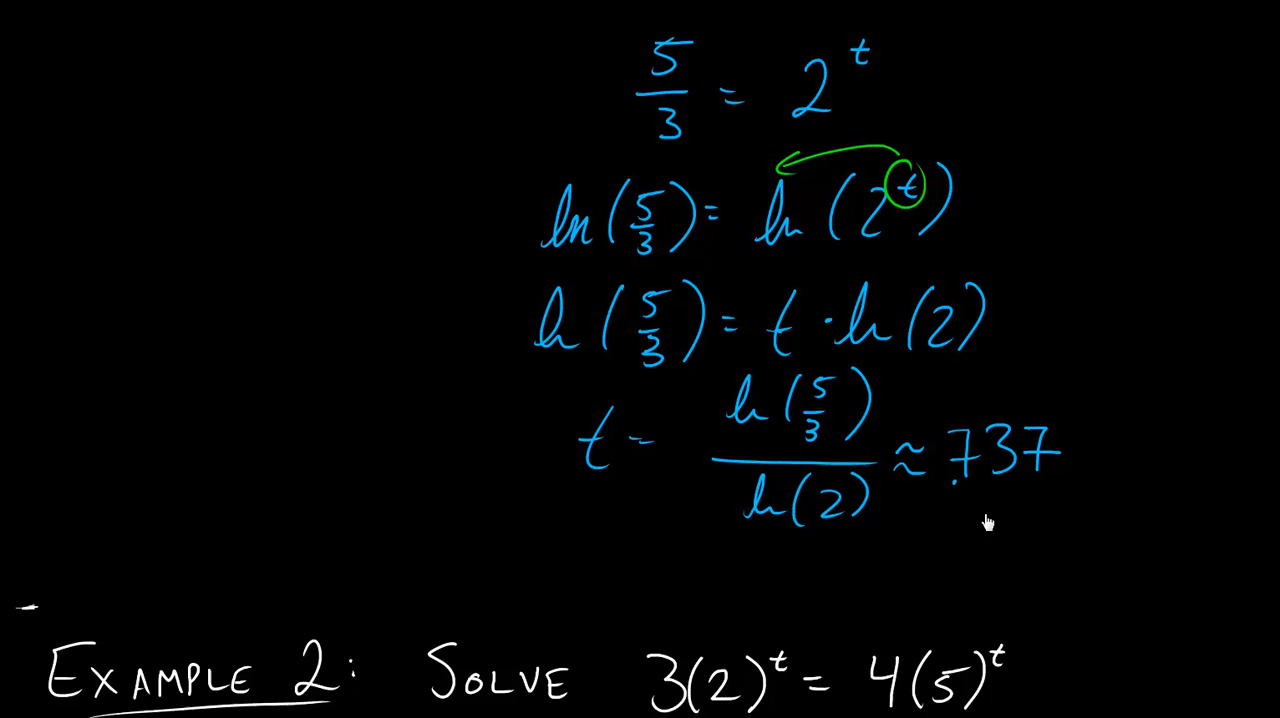 5/3 = 2^t
ln(5/3) = ln(2^t)
ln(5/3) = t · ln(2)
t = ln(5/3)/ln(2) ≈ .737
EXAMPLE 2: SOLVE 3(2)^t = 4(5)^t